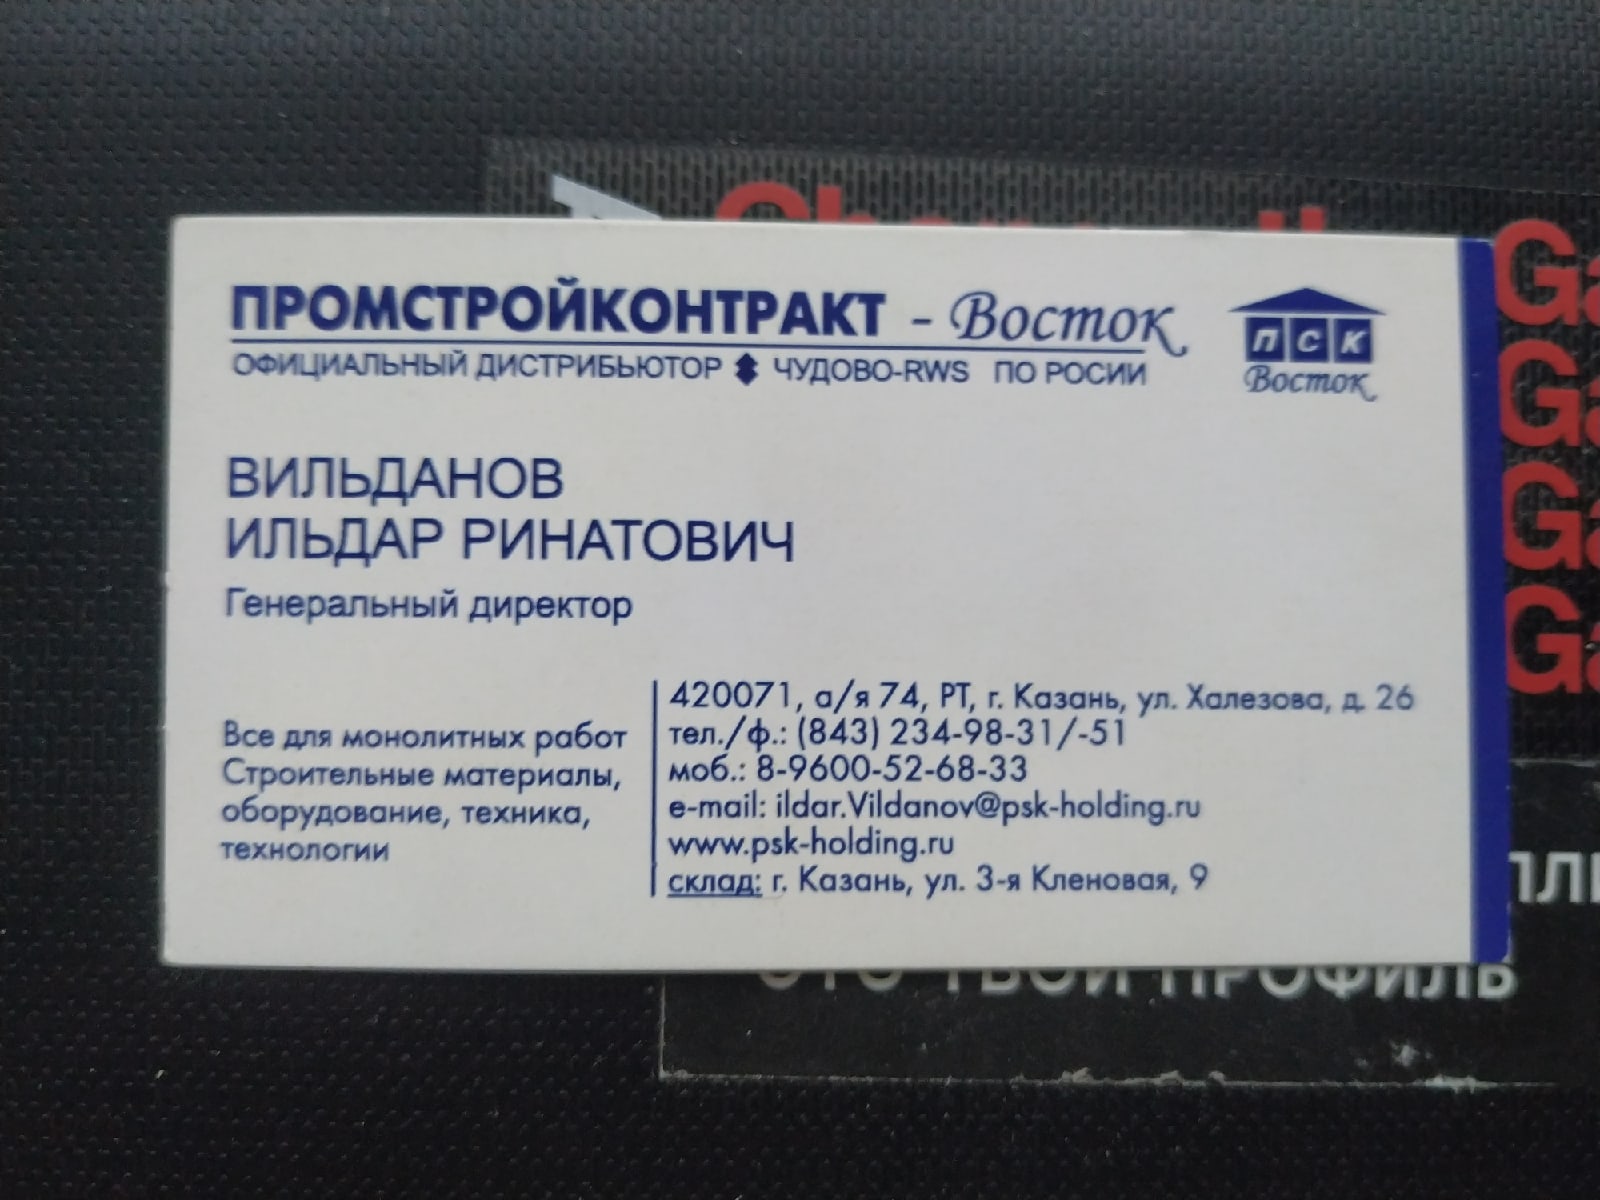 ПРОМСТРОЙКОНТРАКТ - Восток
ОФИЦИАЛЬНЫЙ ДИСТРИБЬЮТОР ЧУДОВО-RWS ПО РОСИИ
ПСК
Восток
ВИЛЬДАНОВ
ИЛЬДАР РИНАТОВИЧ
Генеральный директор
Все для монолитных работ
Строительные материалы,
оборудование, техника,
технологии
420071, а/я 74, РТ, г. Казань, ул. Халезова, д. 26
тел./ф.: (843) 234-98-31/-51
моб.: 8-9600-52-68-33
e-mail: ildar.Vildanov@psk-holding.ru
www.psk-holding.ru
склад: г. Казань, ул. 3-я Кленовая, 9
Ga
Ga
Ga
Ga
ТВОЙ ПРОФИЛЬ